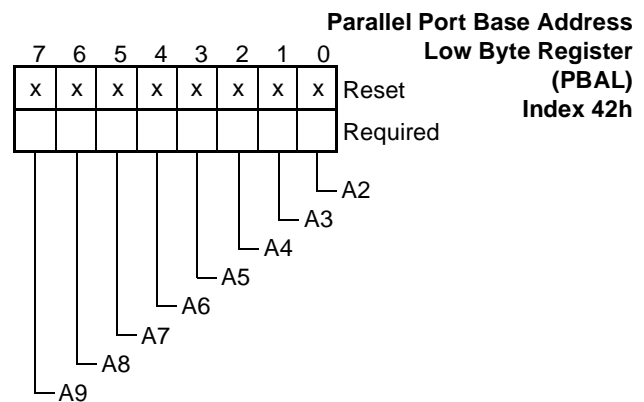 Parallel Port Base Address
Low Byte Register
(PBAL)
Index 42h
7 6 5 4 3 2 1 0
x x x x x x x x Reset
Required
A2
A3
A4
A5
A6
A7
A8
A9